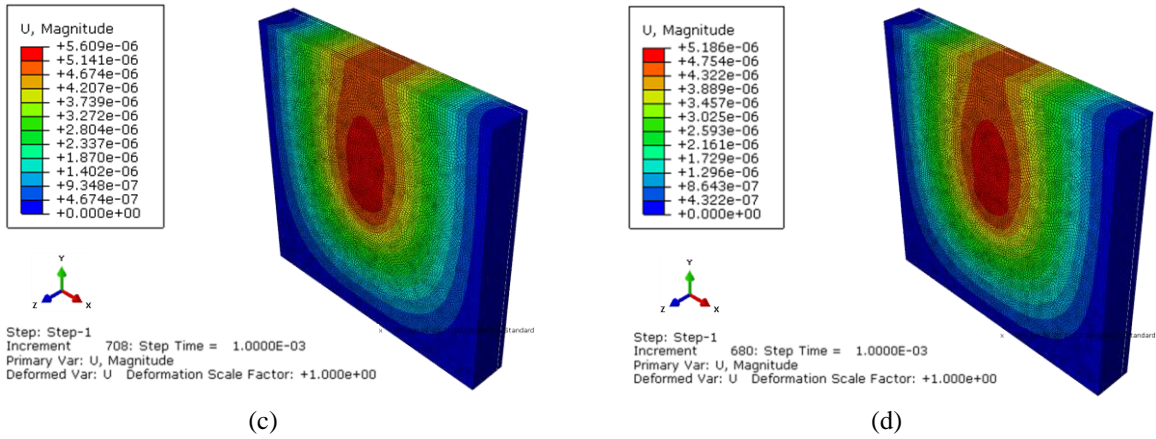 U, Magnitude
+5.609e-06
+5.141e-06
+4.674e-06
+4.207e-06
+3.739e-06
+3.272e-06
+2.804e-06
+2.337e-06
+1.870e-06
+1.402e-06
+9.348e-07
+4.674e-07
+0.000e+00
Y
Z
X
Step: Step-1
Increment 708: Step Time = 1.0000E-03
Primary Var: U, Magnitude
Deformed Var: U Deformation Scale Factor: +1.000e+00
(c)
U, Magnitude
+5.186e-06
+4.754e-06
+4.322e-06
+3.889e-06
+3.457e-06
+3.025e-06
+2.593e-06
+2.161e-06
+1.729e-06
+1.296e-06
+8.643e-07
+4.322e-07
+0.000e+00
Y
Z
X
Step: Step-1
Increment 680: Step Time = 1.0000E-03
Primary Var: U, Magnitude
Deformed Var: U Deformation Scale Factor: +1.000e+00
(d)